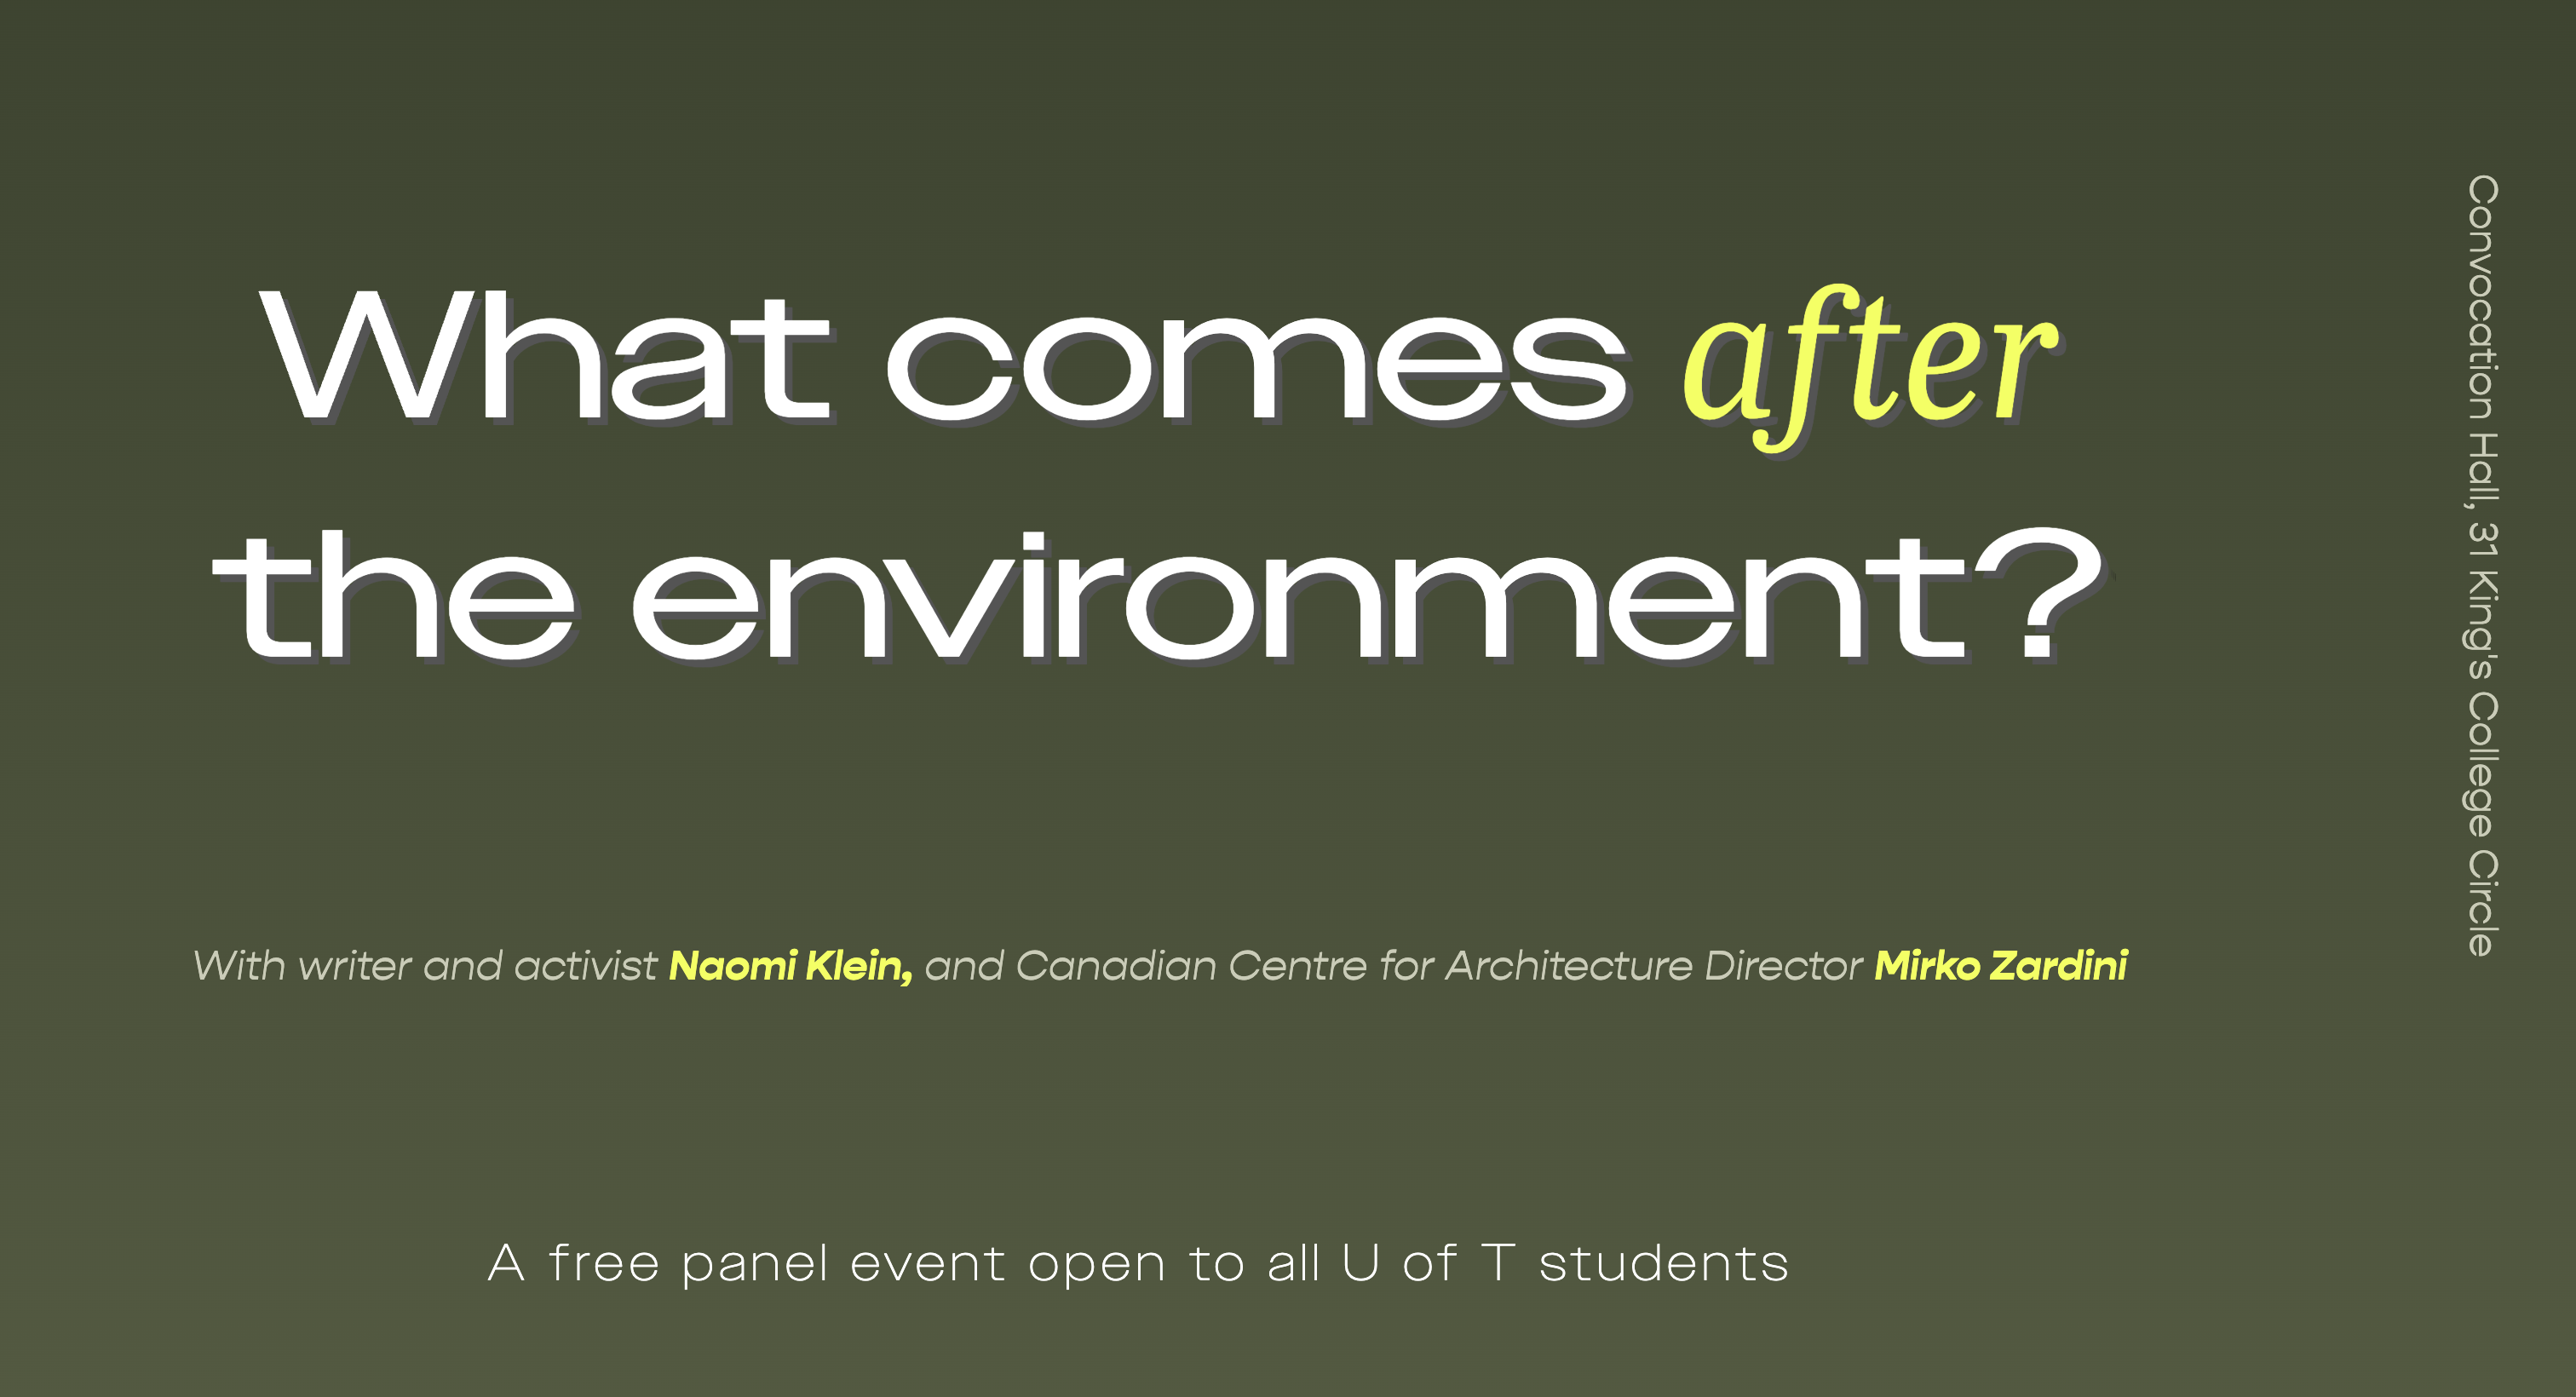 What comes after
the environment?
With writer and activist Naomi Klein, and Canadian Centre for Architecture Director Mirko Zardini
A free panel event open to all U of T students
Convocation Hall, 31 King's College Circle